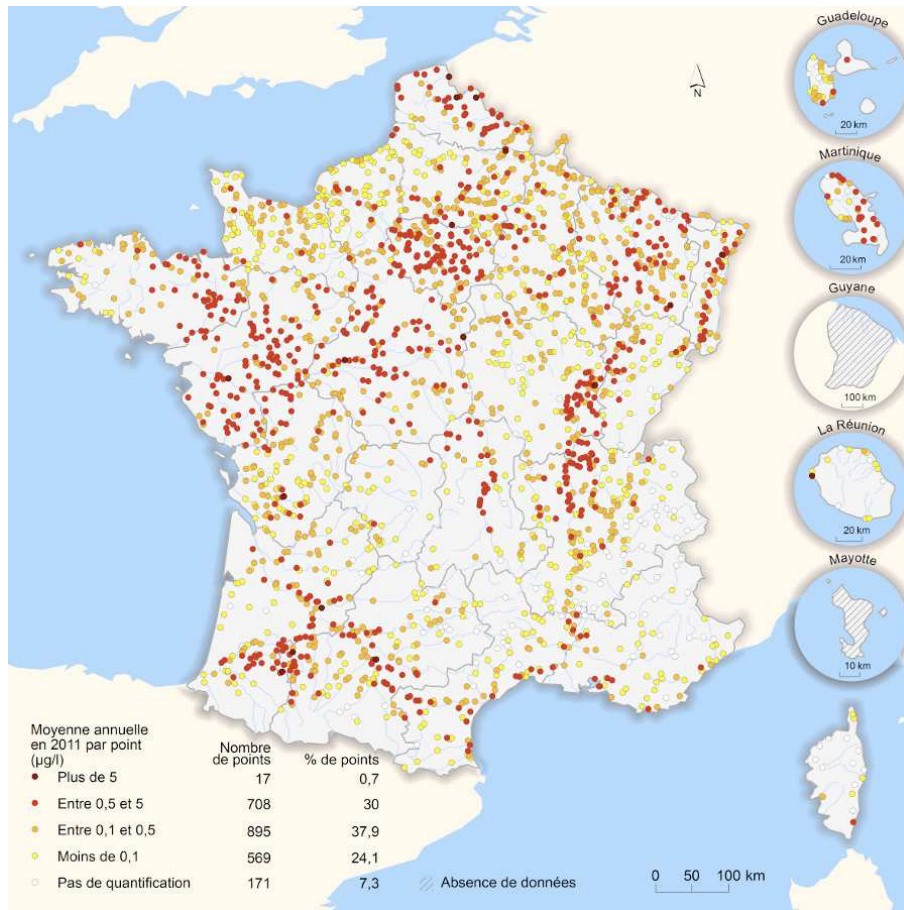 Guadeloupe
20 km
N
Martinique
20 km
Guyane
100 km
La Réunion
20 km
Mayotte
10 km
Moyenne annuelle
en 2011 par point
(µg/l)
Nombre
de points
% de points
Plus de 5 17 0,7
Entre 0,5 et 5 708 30
Entre 0,1 et 0,5 895 37,9
Moins de 0,1 569 24,1
Pas de quantification 171 7,3
Absence de données
0 50 100 km